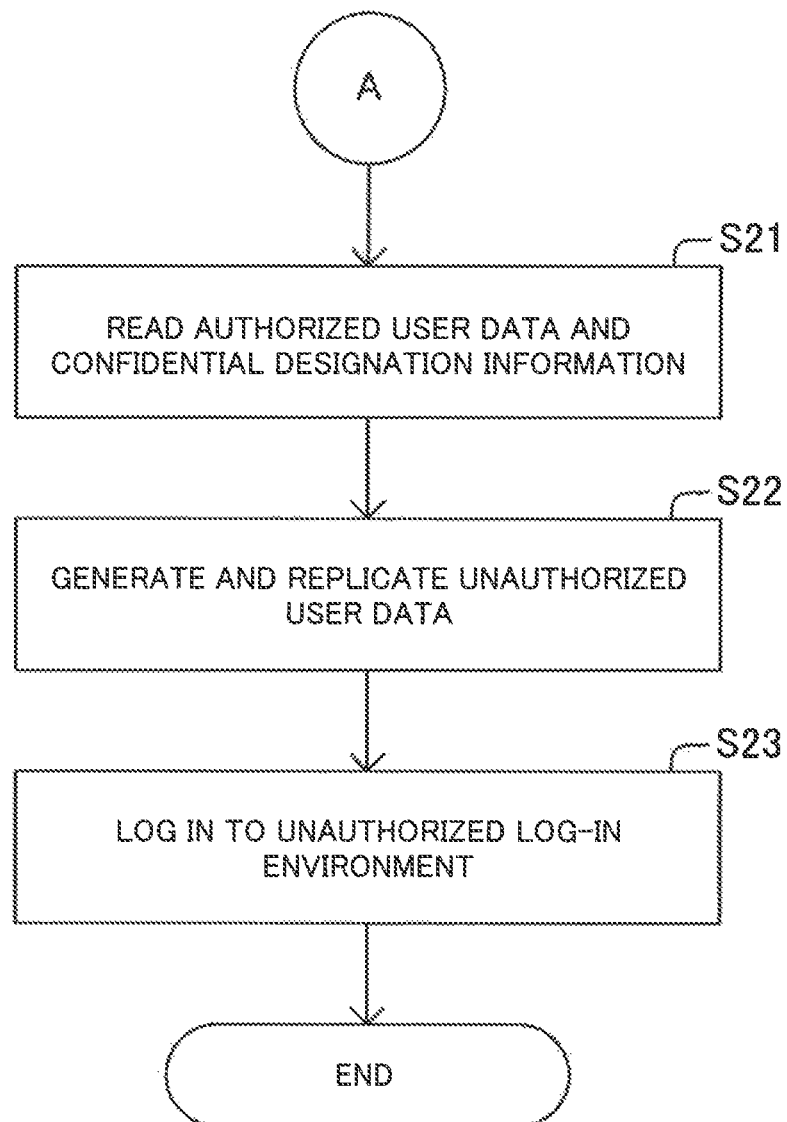 A
S21
READ AUTHORIZED USER DATA AND
CONFIDENTIAL DESIGNATION INFORMATION
S22
GENERATE AND REPLICATE UNAUTHORIZED
USER DATA
S23
LOG IN TO UNAUTHORIZED LOG-IN
ENVIRONMENT
END